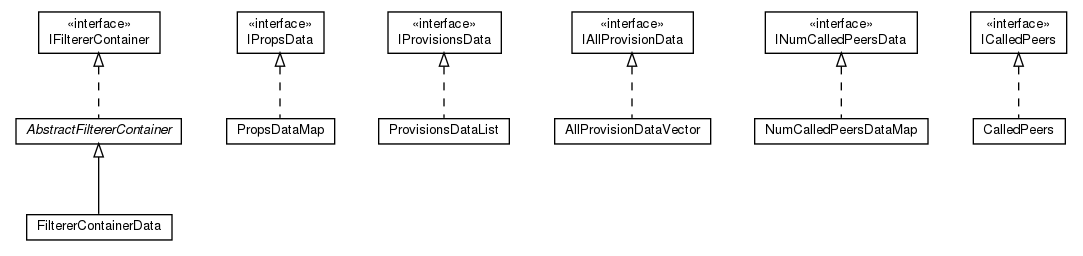 «interface»
IFiltererContainer
«interface»
IPropsData
«interface»
IProvisionsData
«interface»
IAllProvisionData
«interface»
INumCalledPeersData
«interface»
ICalledPeers
AbstractFiltererContainer
PropsDataMap
ProvisionsDataList
AllProvisionDataVector
NumCalledPeersDataMap
CalledPeers
FiltererContainerData